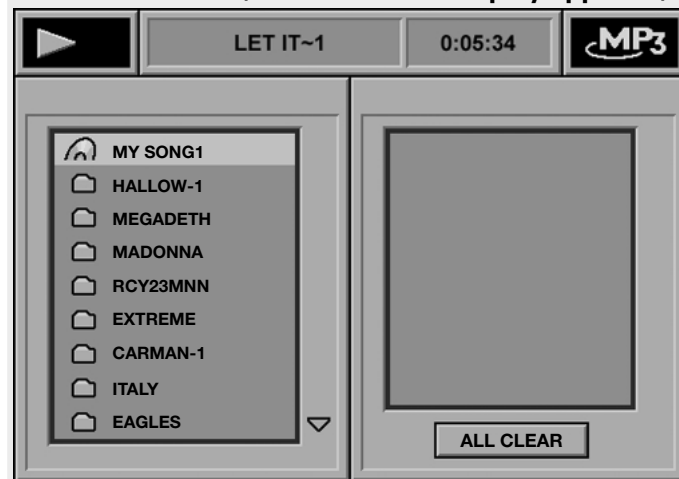 LET IT~1
0:05:34
MP3
MY SONG1
HALLOW-1
MEGADETH
MADONNA
RCY23MNN
EXTREME
CARMAN-1
ITALY
EAGLES
ALL CLEAR